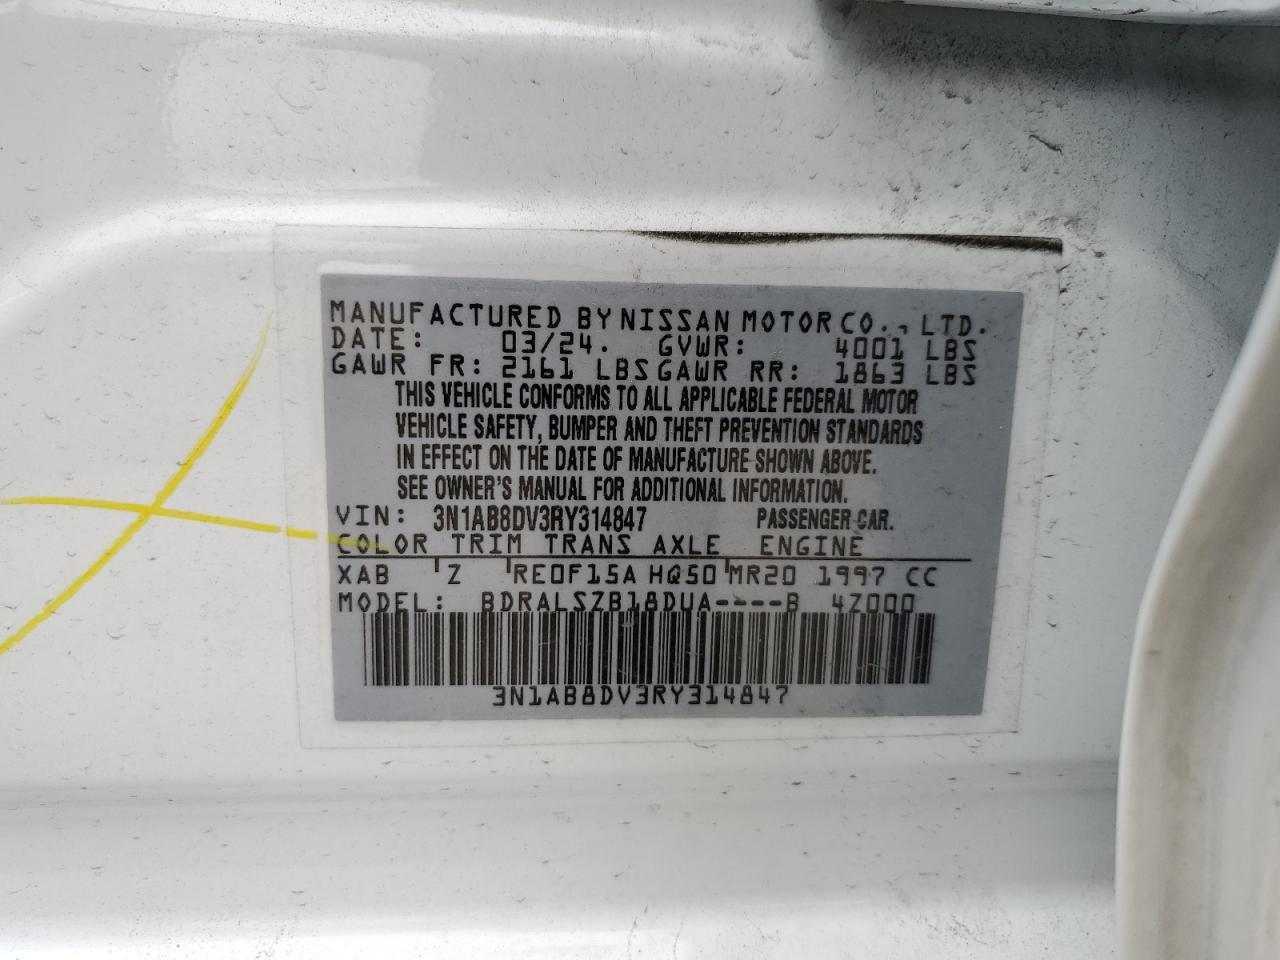 MANUFACTURED BY NISSAN MOTOR CO., LTD.
DATE: 03/24. GVWR: 4001 LBS
GAWR FR: 2161 LBS GAWR RR: 1863 LBS
THIS VEHICLE CONFORMS TO ALL APPLICABLE FEDERAL MOTOR
VEHICLE SAFETY, BUMPER AND THEFT PREVENTION STANDARDS
IN EFFECT ON THE DATE OF MANUFACTURE SHOWN ABOVE.
SEE OWNER'S MANUAL FOR ADDITIONAL INFORMATION.
VIN: 3N1AB8DV3RY314847 PASSENGER CAR.
COLOR TRIM TRANS AXLE ENGINE
XAB Z RE0F15A HQ50 MR20 1997 CC
MODEL: BDRALSZB18DUA----B 4Z000
3N1AB8DV3RY314847